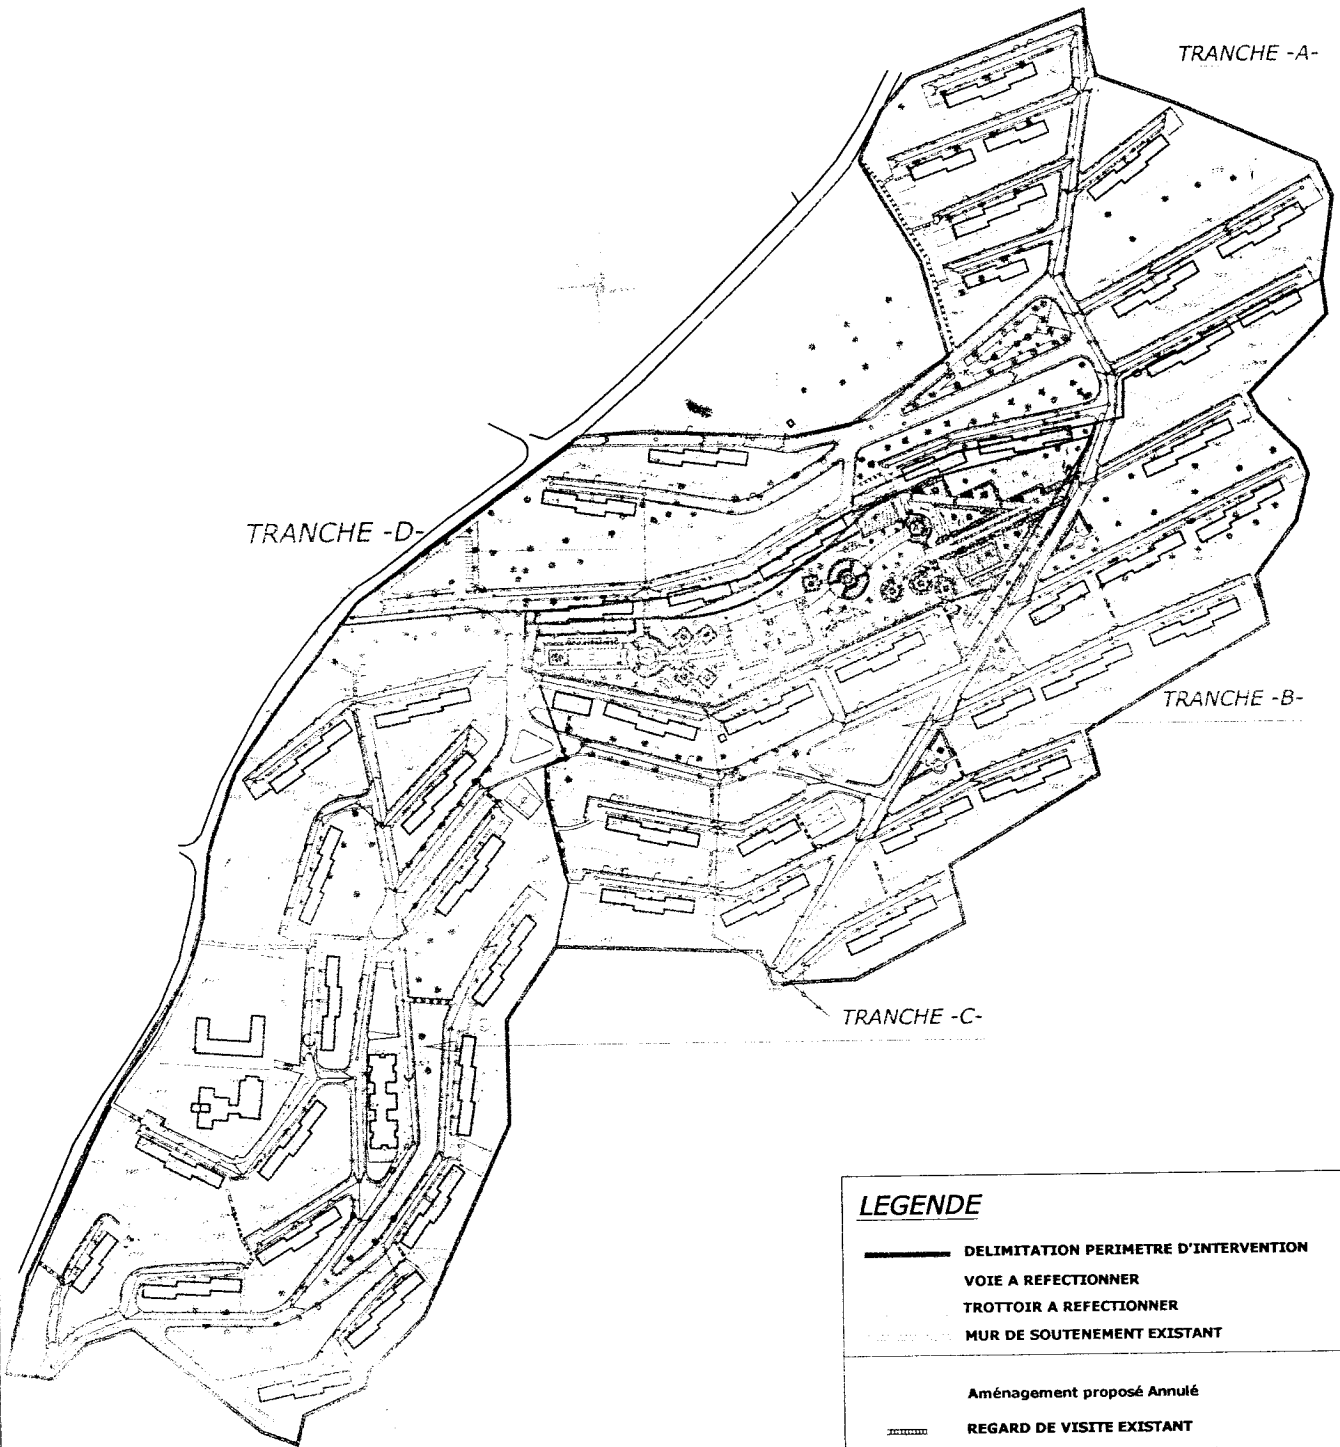 TRANCHE -A-
TRANCHE -D-
TRANCHE -B-
TRANCHE -C-
LEGENDE
DELIMITATION PERIMETRE D'INTERVENTION
VOIE A REFECTIONNER
TROTTOIR A REFECTIONNER
MUR DE SOUTENEMENT EXISTANT
Aménagement proposé Annulé
REGARD DE VISITE EXISTANT